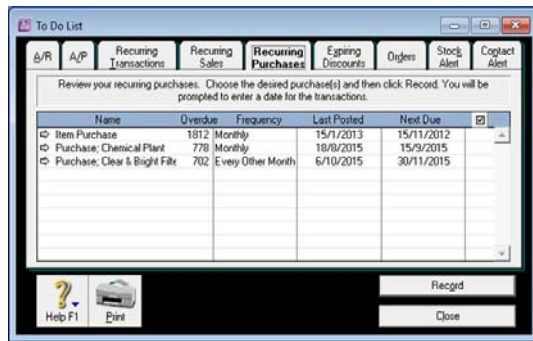 To Do List
A/R A/P Recurring Transactions Recurring Sales Recurring Purchases Expiring Discounts Orders Stock Alert Contact Alert
Review your recurring purchases. Choose the desired purchase(s) and then click Record. You will
be prompted to enter a date for the transactions.
Name Overdue Frequency Last Posted Next Due
Item Purchase 1812 Monthly 15/1/2013 15/11/2012
Purchase; Chemical Plant 778 Monthly 18/8/2015 15/9/2015
Purchase; Clear & Bright Filte 702 Every Other Month 6/10/2015 30/11/2015
Record
Help F1 Print Close